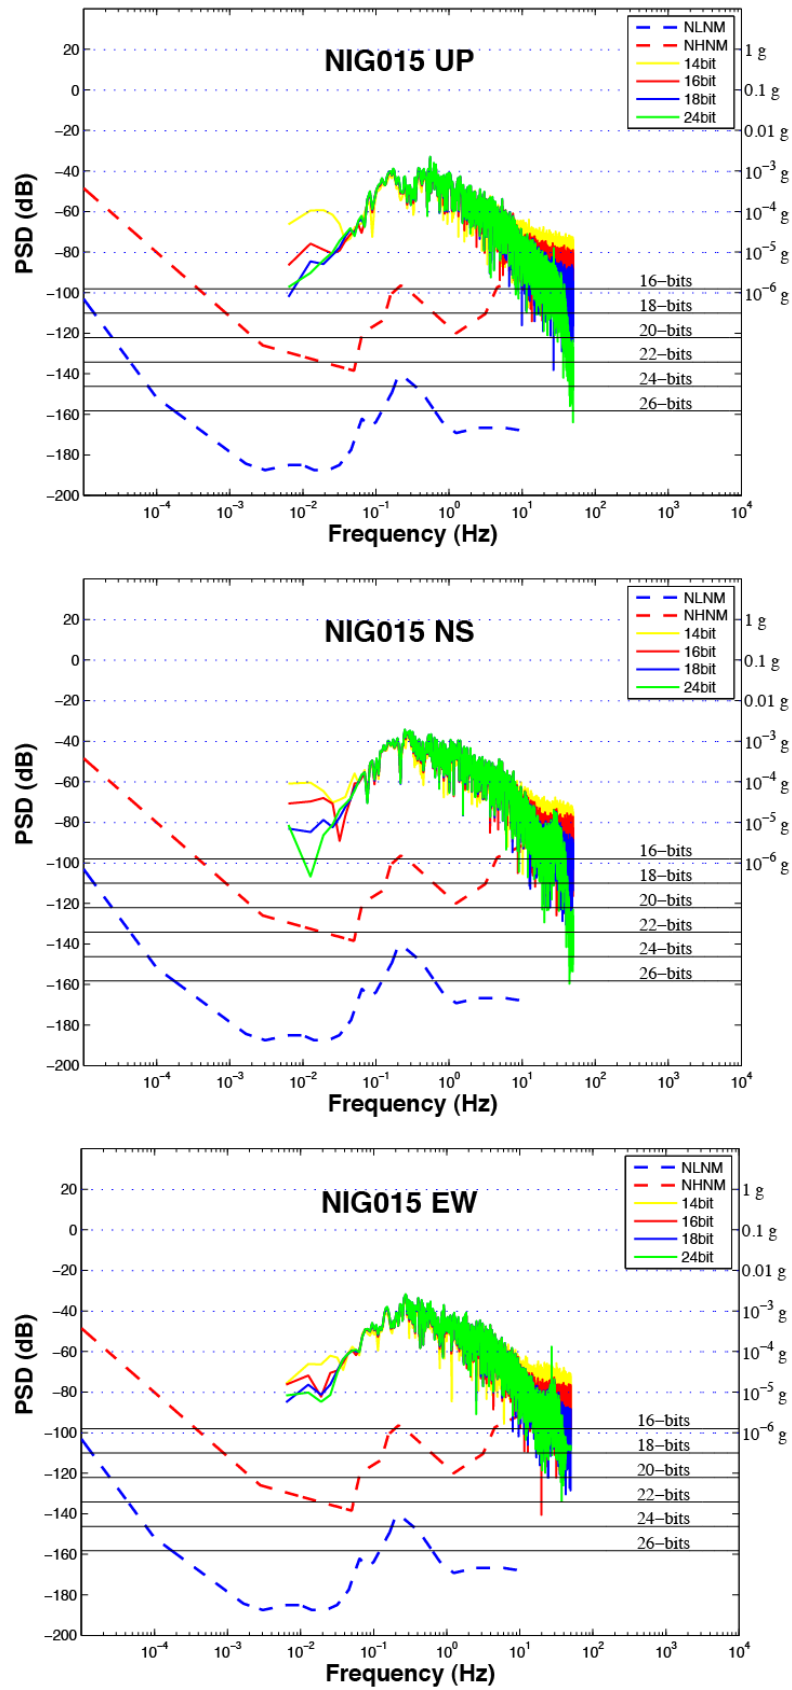 NIG015 UP
NLNM
NHNM
14bit
16bit
18bit
24bit
PSD (dB)
20
0
−20
−40
−60
−80
−100
−120
−140
−160
−180
−200
1 g
0.1 g
0.01 g
10−3 g
10−4 g
10−5 g
10−6 g
16−bits
18−bits
20−bits
22−bits
24−bits
26−bits
10−4 10−3 10−2 10−1 100 101 102 103 104
Frequency (Hz)
NIG015 NS
NLNM
NHNM
14bit
16bit
18bit
24bit
PSD (dB)
20
0
−20
−40
−60
−80
−100
−120
−140
−160
−180
−200
1 g
0.1 g
0.01 g
10−3 g
10−4 g
10−5 g
10−6 g
16−bits
18−bits
20−bits
22−bits
24−bits
26−bits
10−4 10−3 10−2 10−1 100 101 102 103 104
Frequency (Hz)
NIG015 EW
NLNM
NHNM
14bit
16bit
18bit
24bit
PSD (dB)
20
0
−20
−40
−60
−80
−100
−120
−140
−160
−180
−200
1 g
0.1 g
0.01 g
10−3 g
10−4 g
10−5 g
10−6 g
16−bits
18−bits
20−bits
22−bits
24−bits
26−bits
10−4 10−3 10−2 10−1 100 101 102 103 104
Frequency (Hz)